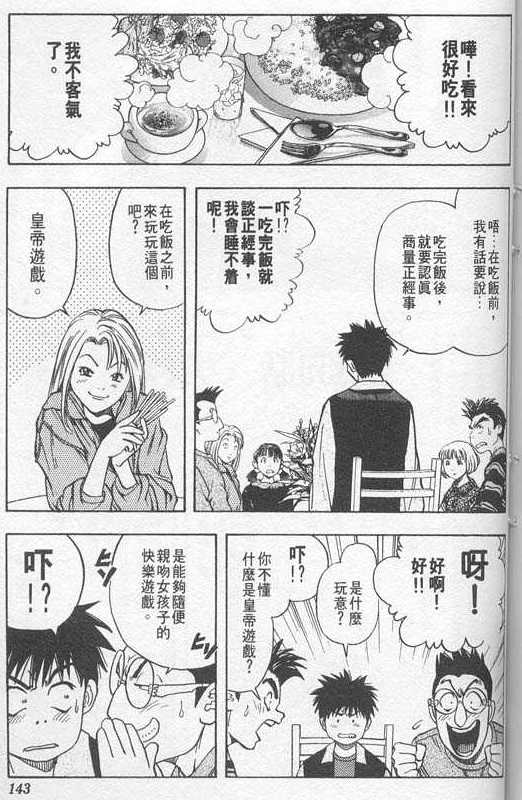 嘩！看來
很好吃!!
我不客氣
了。
唔…在吃飯前，
我有話要說…
吃完飯後，
就要認真
商量正經事。
吓!?
一吃完飯就
談正經事，
我會睡不着
呢！
在吃飯之前，
來玩玩這個
吧？
皇帝遊戲。
呀！
好啊！
好!!
是什麼
玩意？
吓!?
你不懂
什麼是皇帝遊戲？
是能夠隨便
親吻女孩子的
快樂遊戲。
吓!?
143